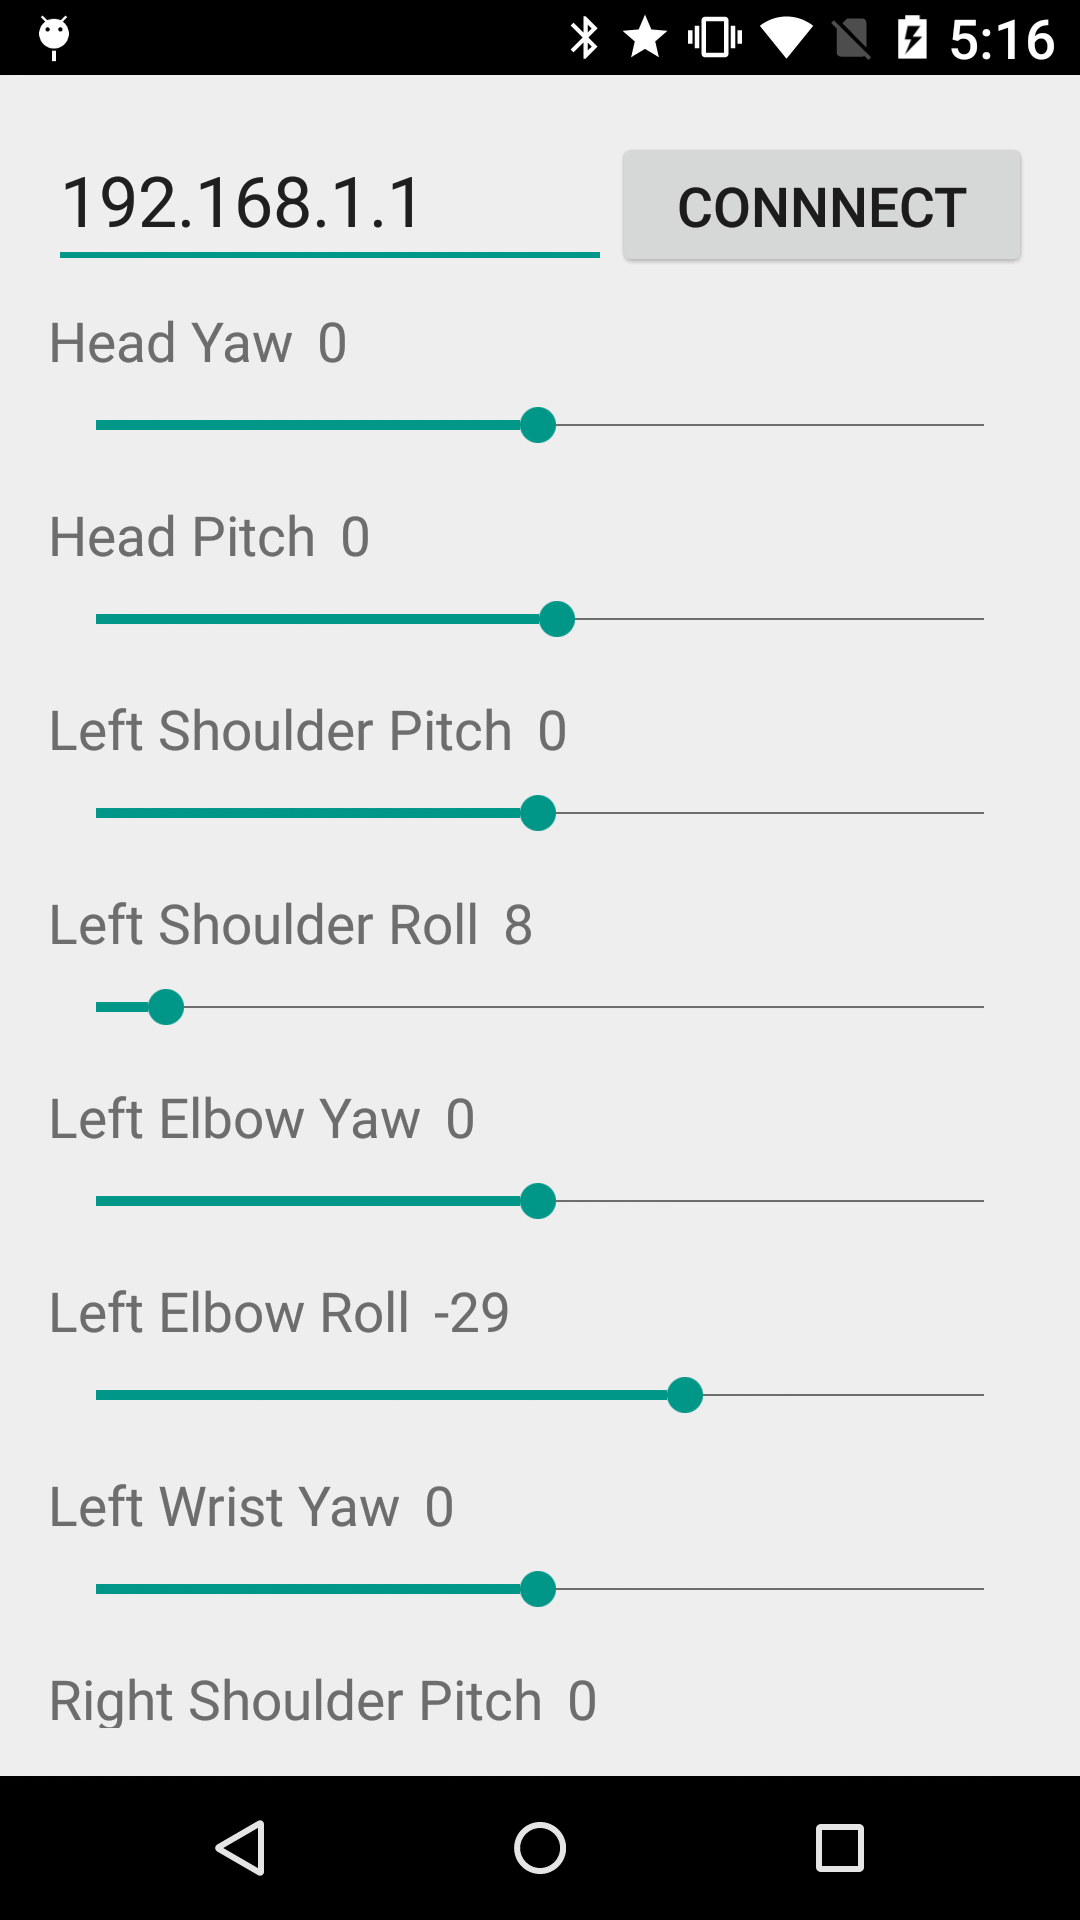 5:16
192.168.1.1 CONNNECT
Head Yaw 0
Head Pitch 0
Left Shoulder Pitch 0
Left Shoulder Roll 8
Left Elbow Yaw 0
Left Elbow Roll -29
Left Wrist Yaw 0
Right Shoulder Pitch 0